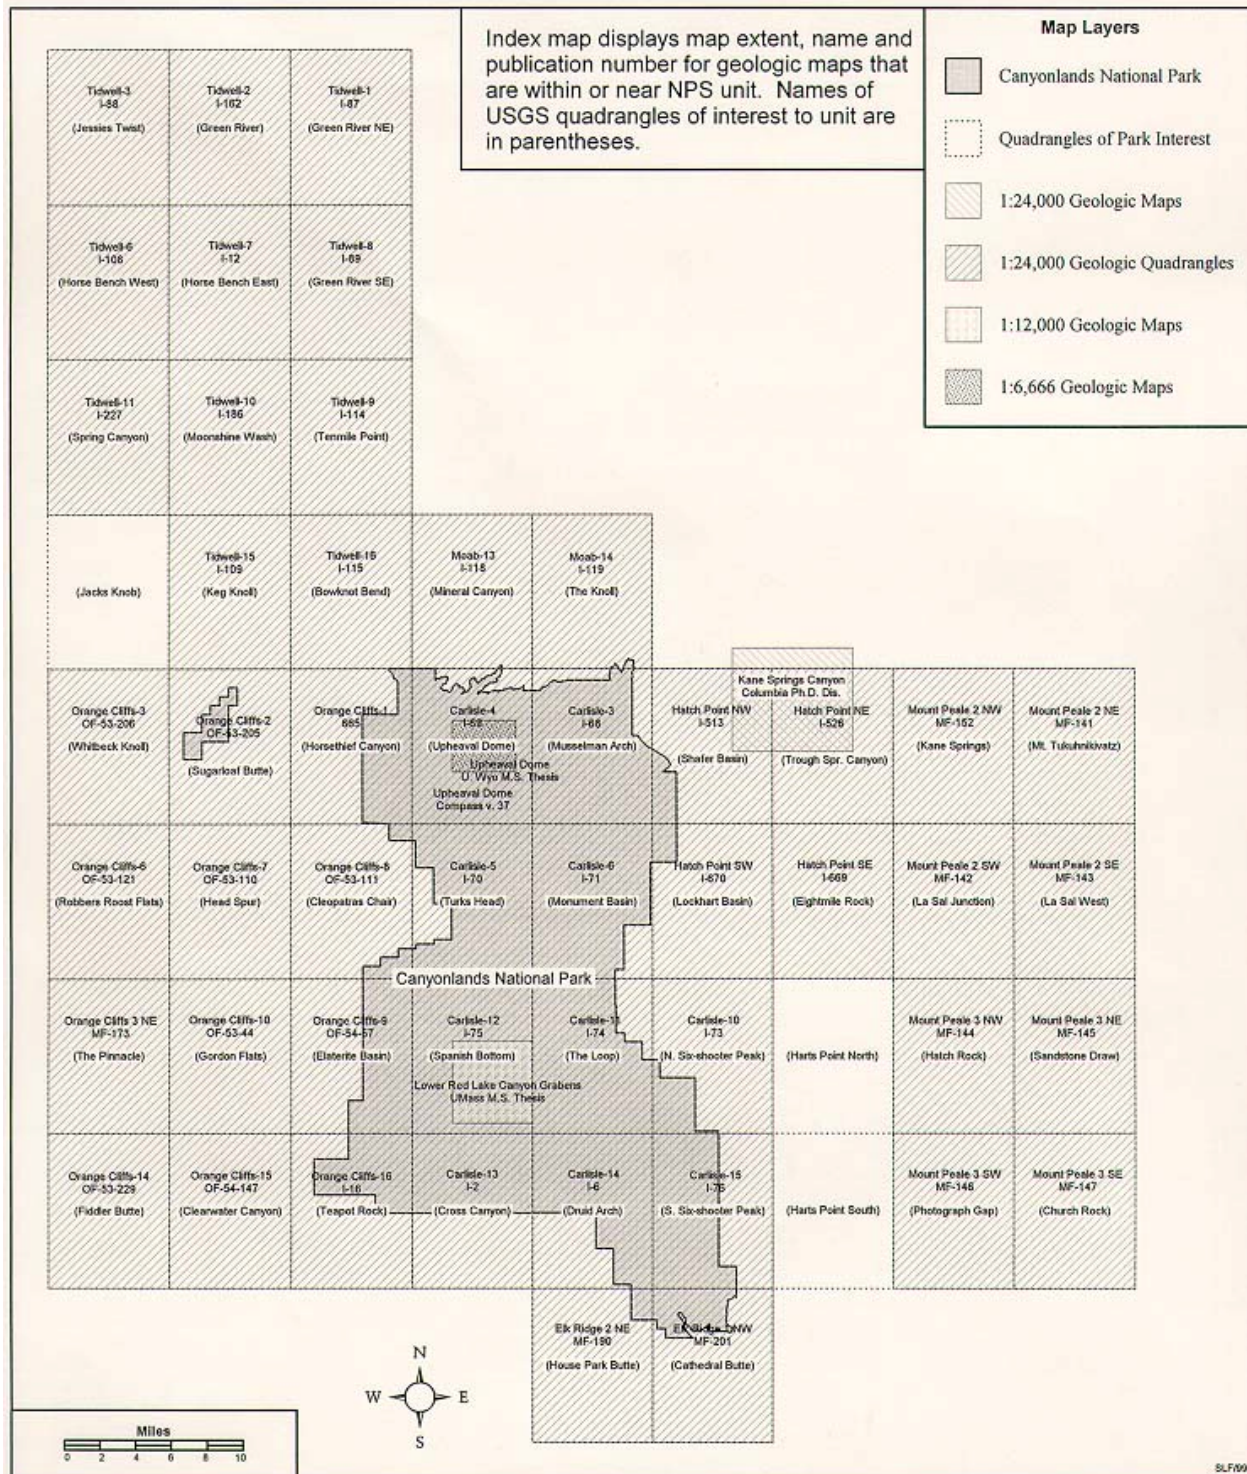 Index map displays map extent, name and
publication number for geologic maps that
are within or near NPS unit. Names of
USGS quadrangles of interest to unit are
in parentheses.
Map Layers
Canyonlands National Park
Quadrangles of Park Interest
1:24,000 Geologic Maps
1:24,000 Geologic Quadrangles
1:12,000 Geologic Maps
1:6,666 Geologic Maps
Tidwell-3
I-88
(Jessies Twist)
Tidwell-2
I-162
(Green River)
Tidwell-1
I-87
(Green River NE)
Tidwell-6
I-108
(Horse Bench West)
Tidwell-7
I-12
(Horse Bench East)
Tidwell-8
I-89
(Green River SE)
Tidwell-11
I-227
(Spring Canyon)
Tidwell-10
I-186
(Moonshine Wash)
Tidwell-9
I-114
(Tenmile Point)
(Jacks Knob)
Tidwell-15
I-109
(Keg Knoll)
Tidwell-16
I-115
(Bowknot Bend)
Moab-13
I-118
(Mineral Canyon)
Moab-14
I-119
(The Knoll)
Orange Cliffs-3
OF-53-206
(Whitbeck Knoll)
Orange Cliffs-2
OF-53-205
(Sugarloaf Butte)
Orange Cliffs-1
(Horsethief Canyon)
Carlisle-4
(Upheaval Dome)
Upheaval Dome
U. Wyo M.S. Thesis
Upheaval Dome
Compass v. 37
Carlisle-3
(Musselman Arch)
Hatch Point NW
I-513
(Shafer Basin)
Kane Springs Canyon
Columbia Ph.D. Dis.
Hatch Point NE
I-526
(Trough Spr. Canyon)
Mount Peale 2 NW
MF-152
(Kane Springs)
Mount Peale 2 NE
MF-141
(Mt. Tukuhnikivatz)
Orange Cliffs-6
OF-53-121
(Robbers Roost Flats)
Orange Cliffs-7
OF-53-110
(Head Spur)
Orange Cliffs-8
OF-53-111
(Cleopatras Chair)
Carlisle-5
I-70
(Turks Head)
Carlisle-6
I-71
(Monument Basin)
Hatch Point SW
I-670
(Lockhart Basin)
Hatch Point SE
I-669
(Eightmile Rock)
Mount Peale 2 SW
MF-142
(La Sal Junction)
Mount Peale 2 SE
MF-143
(La Sal West)
Canyonlands National Park
Orange Cliffs 3 NE
MF-173
(The Pinnacle)
Orange Cliffs-10
OF-53-44
(Gordon Flats)
Orange Cliffs-9
OF-54-57
(Elaterite Basin)
Carlisle-12
I-75
(Spanish Bottom)
Lower Red Lake Canyon Grabens
UMass M.S. Thesis
Carlisle-11
I-74
(The Loop)
Carlisle-10
I-73
(N. Six-shooter Peak)
(Harts Point North)
Mount Peale 3 NW
MF-144
(Hatch Rock)
Mount Peale 3 NE
MF-145
(Sandstone Draw)
Orange Cliffs-14
OF-53-229
(Fiddler Butte)
Orange Cliffs-15
OF-54-147
(Clearwater Canyon)
Orange Cliffs-16
I-16
(Teapot Rock)
Carlisle-13
I-2
(Cross Canyon)
Carlisle-14
I-6
(Druid Arch)
Carlisle-15
(S. Six-shooter Peak)
(Harts Point South)
Mount Peale 3 SW
MF-148
(Photograph Gap)
Mount Peale 3 SE
MF-147
(Church Rock)
Elk Ridge 2 NE
MF-190
(House Park Butte)
MF-201
(Cathedral Butte)
N
W
E
S
Miles
0 2 4 6 8 10
SLF/99